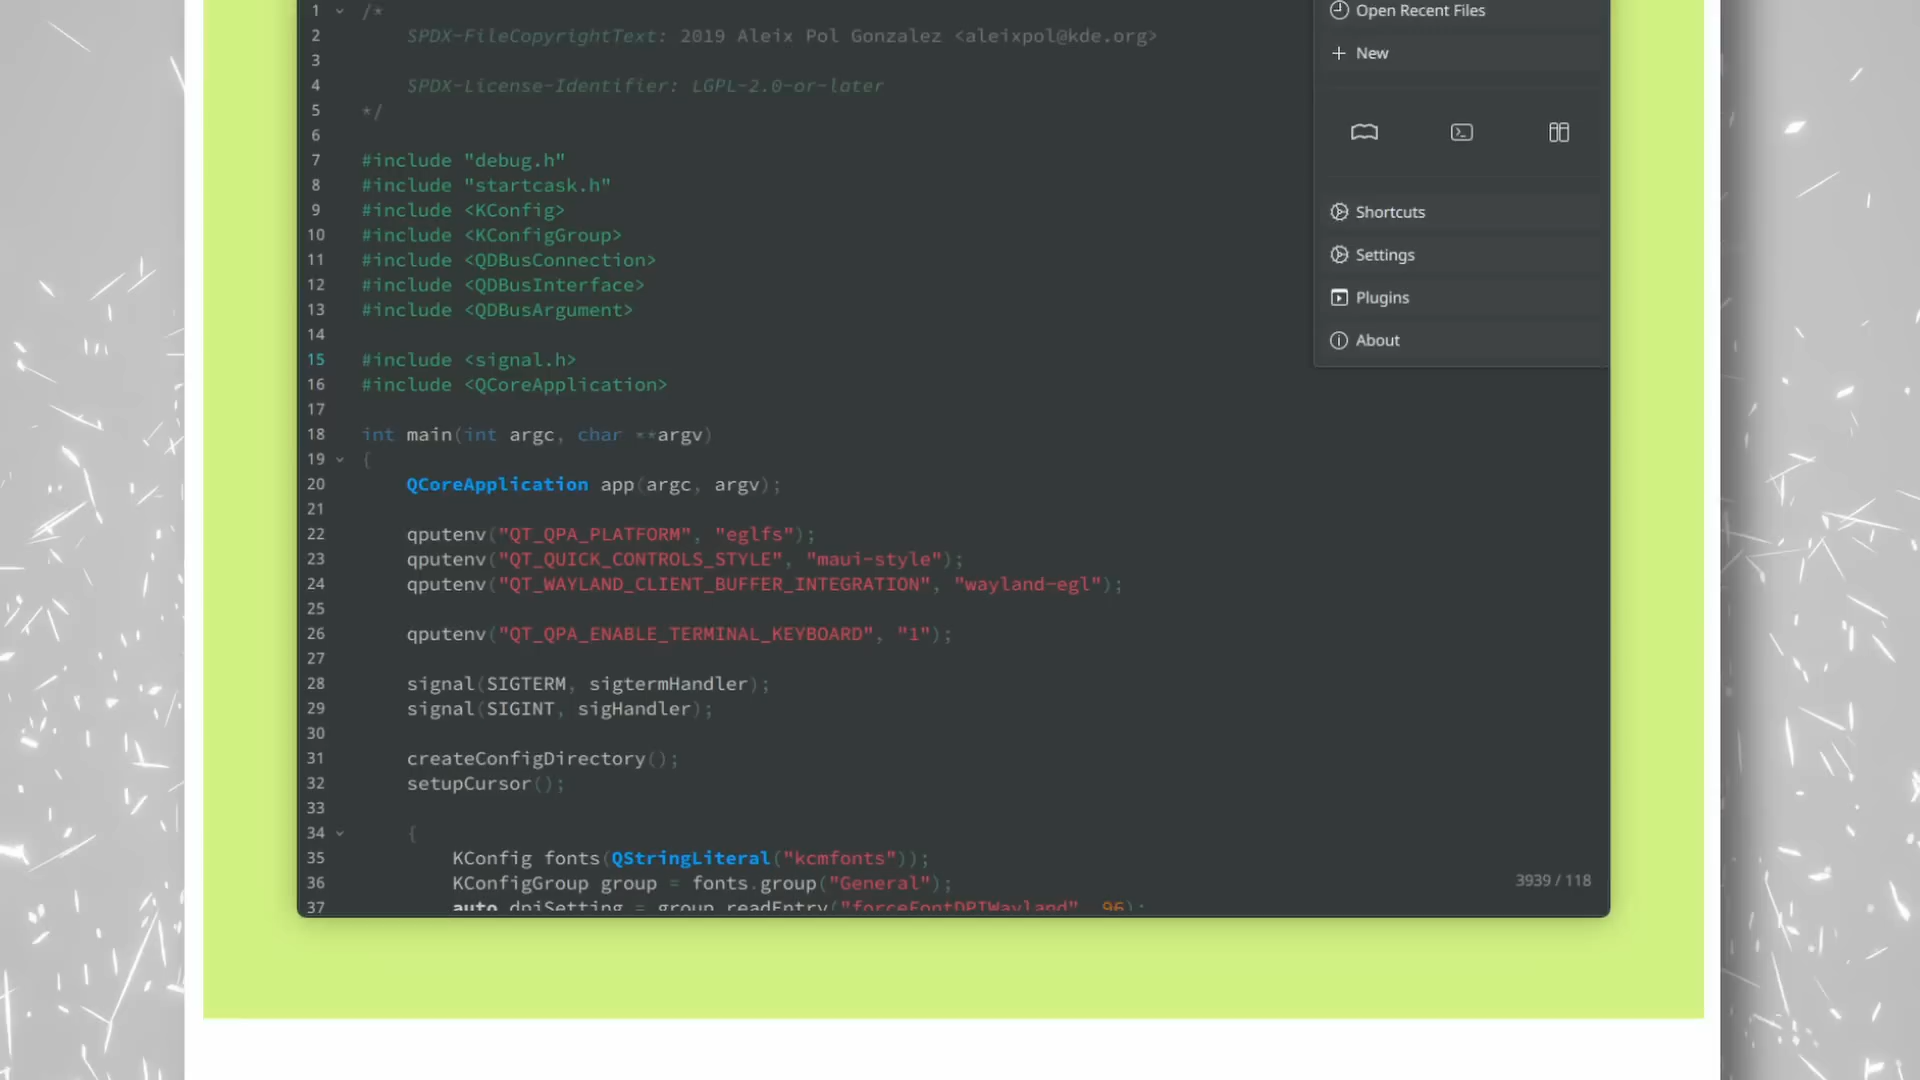 1 /*
2 SPDX-FileCopyrightText: 2019 Aleix Pol Gonzalez <aleixpol@kde.org>
3
4 SPDX-License-Identifier: LGPL-2.0-or-later
5 */
6
7 #include "debug.h"
8 #include "startcask.h"
9 #include <KConfig>
10 #include <KConfigGroup>
11 #include <QDBusConnection>
12 #include <QDBusInterface>
13 #include <QDBusArgument>
14
15 #include <signal.h>
16 #include <QCoreApplication>
17
18 int main(int argc, char **argv)
19 {
20 QCoreApplication app(argc, argv);
21
22 qputenv("QT_QPA_PLATFORM", "eglfs");
23 qputenv("QT_QUICK_CONTROLS_STYLE", "maui-style");
24 qputenv("QT_WAYLAND_CLIENT_BUFFER_INTEGRATION", "wayland-egl");
25
26 qputenv("QT_QPA_ENABLE_TERMINAL_KEYBOARD", "1");
27
28 signal(SIGTERM, sigtermHandler);
29 signal(SIGINT, sigHandler);
30
31 createConfigDirectory();
32 setupCursor();
33
34 {
35 KConfig fonts(QStringLiteral("kcmfonts"));
36 KConfigGroup group = fonts.group("General");
37 auto dpiSetting = group.readEntry("forceFontDPIWayland", 96);
Open Recent Files
New
Shortcuts
Settings
Plugins
About
3939 / 118